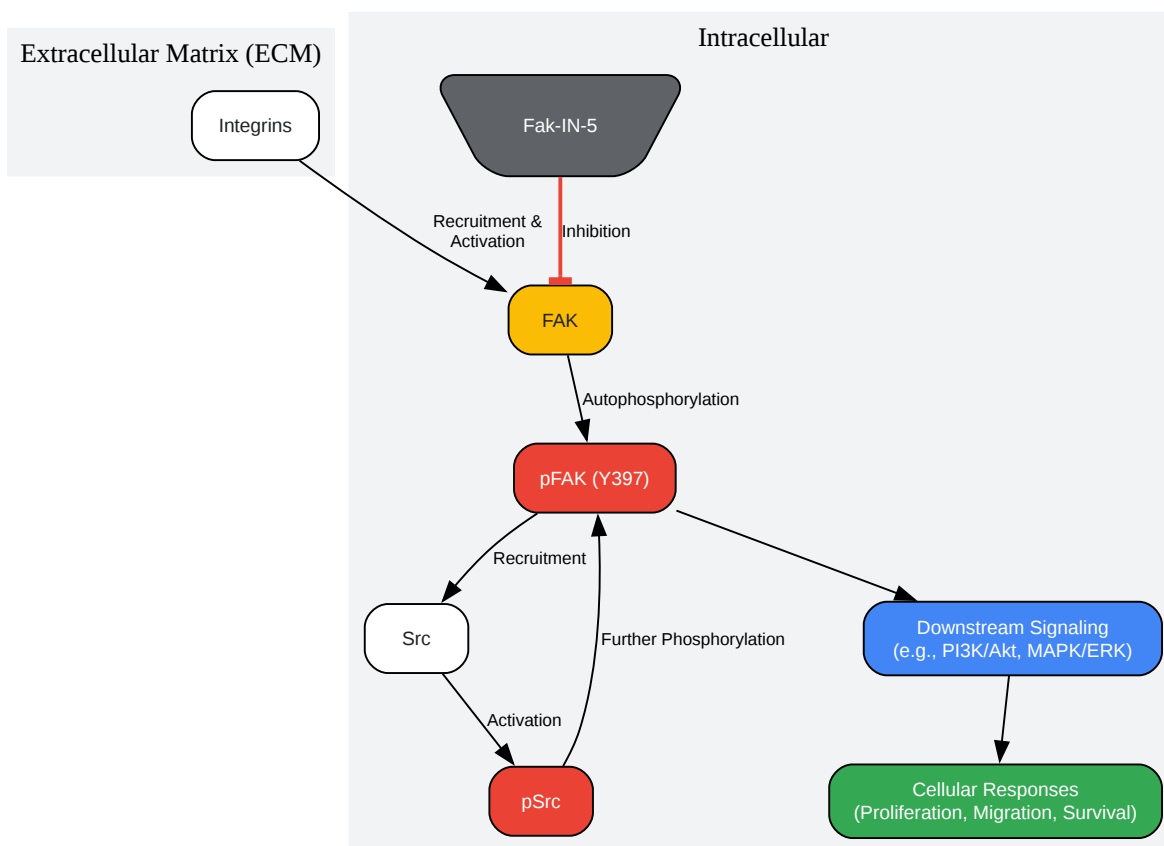 Extracellular Matrix (ECM)
Intracellular
Integrins
Fak-IN-5
Recruitment &
Activation
Inhibition
FAK
Autophosphorylation
pFAK (Y397)
Recruitment
Src
Further Phosphorylation
Downstream Signaling
(e.g., PI3K/Akt, MAPK/ERK)
Activation
pSrc
Cellular Responses
(Proliferation, Migration, Survival)